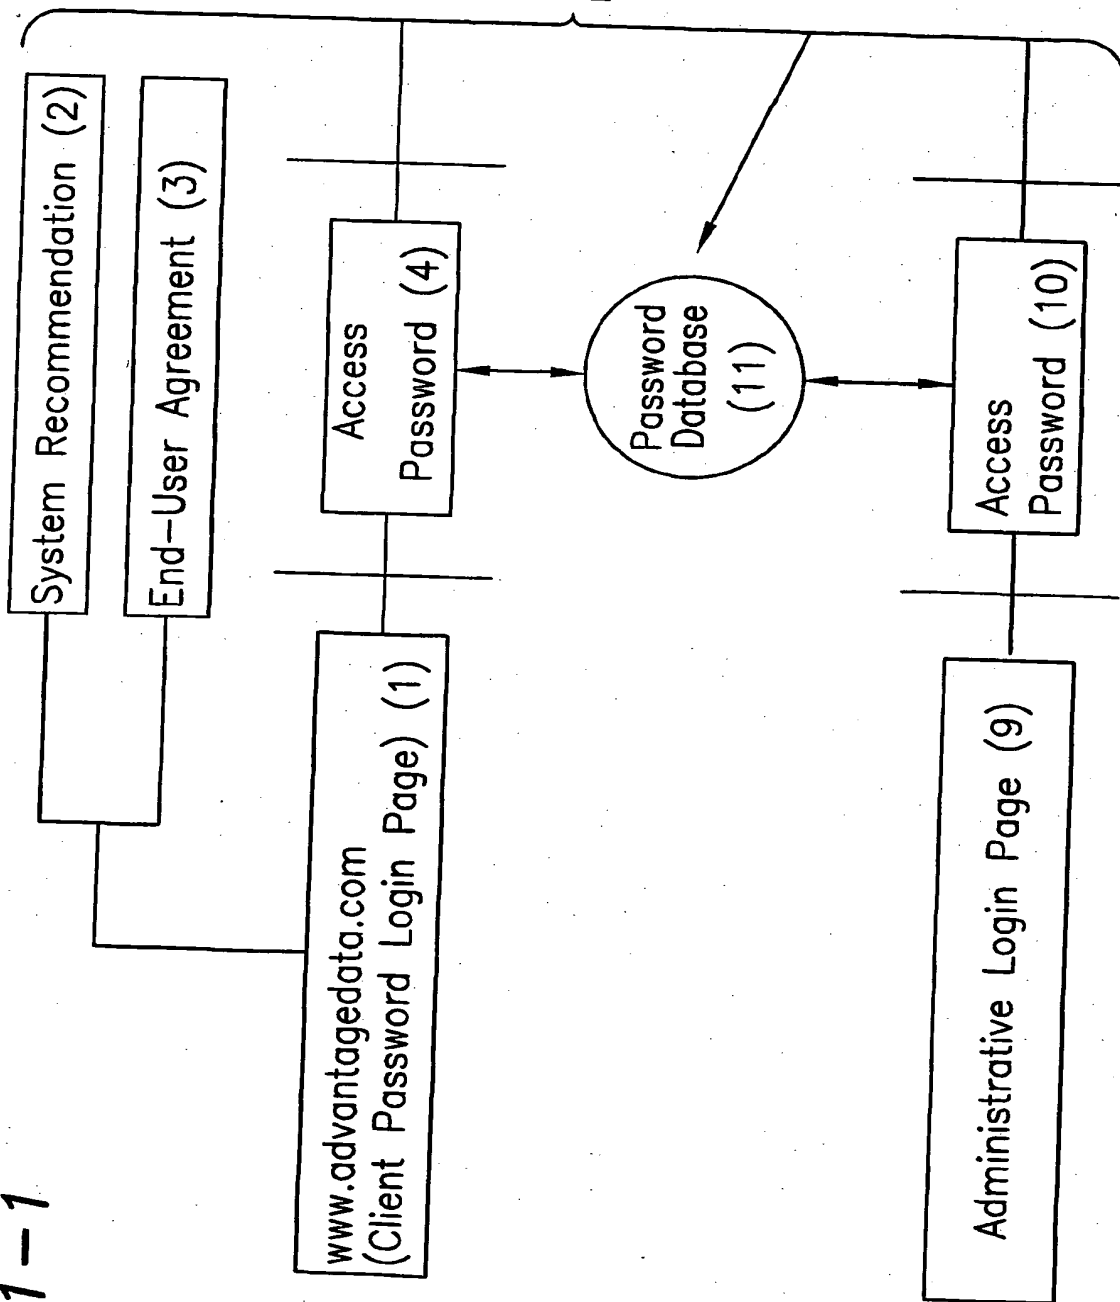 1-1
System Recommendation (2)
End-User Agreement (3)
www.advantagedata.com
(Client Password Login Page) (1)
Access
Password (4)
Password
Database
(11)
Administrative Login Page (9)
Access
Password (10)